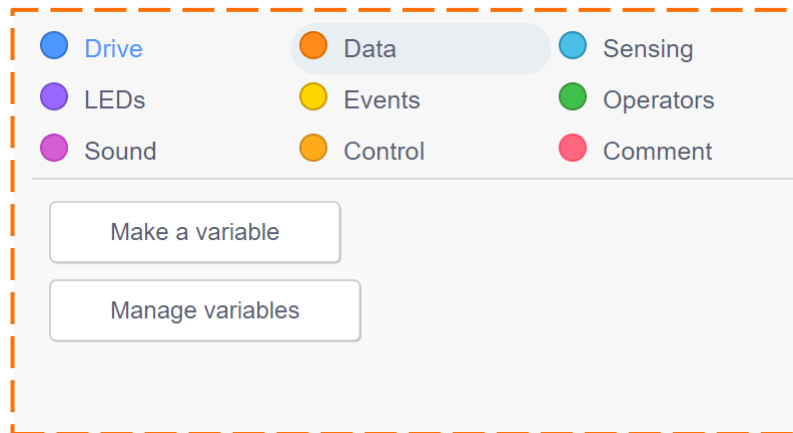 Drive Data Sensing
LEDs Events Operators
Sound Control Comment
Make a variable
Manage variables